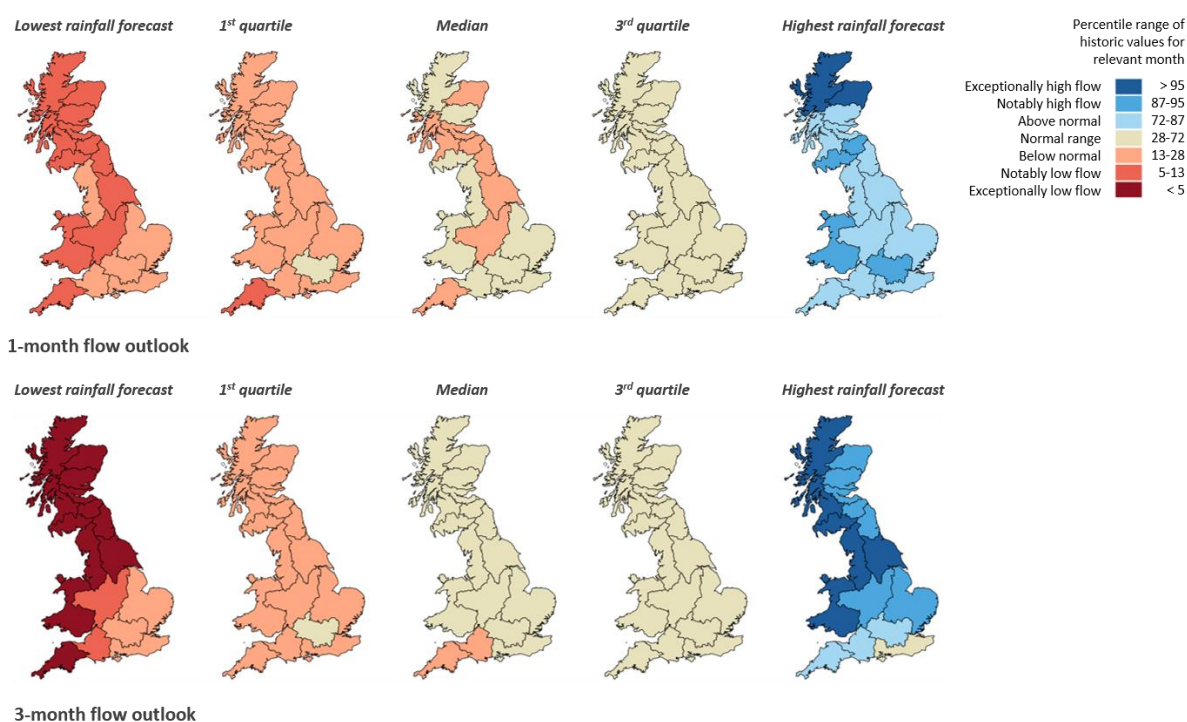 Lowest rainfall forecast
1st quartile
Median
3rd quartile
Highest rainfall forecast
Percentile range of
historic values for
relevant month
Exceptionally high flow > 95
Notably high flow 87-95
Above normal 72-87
Normal range 28-72
Below normal 13-28
Notably low flow 5-13
Exceptionally low flow < 5
1-month flow outlook
Lowest rainfall forecast
1st quartile
Median
3rd quartile
Highest rainfall forecast
3-month flow outlook